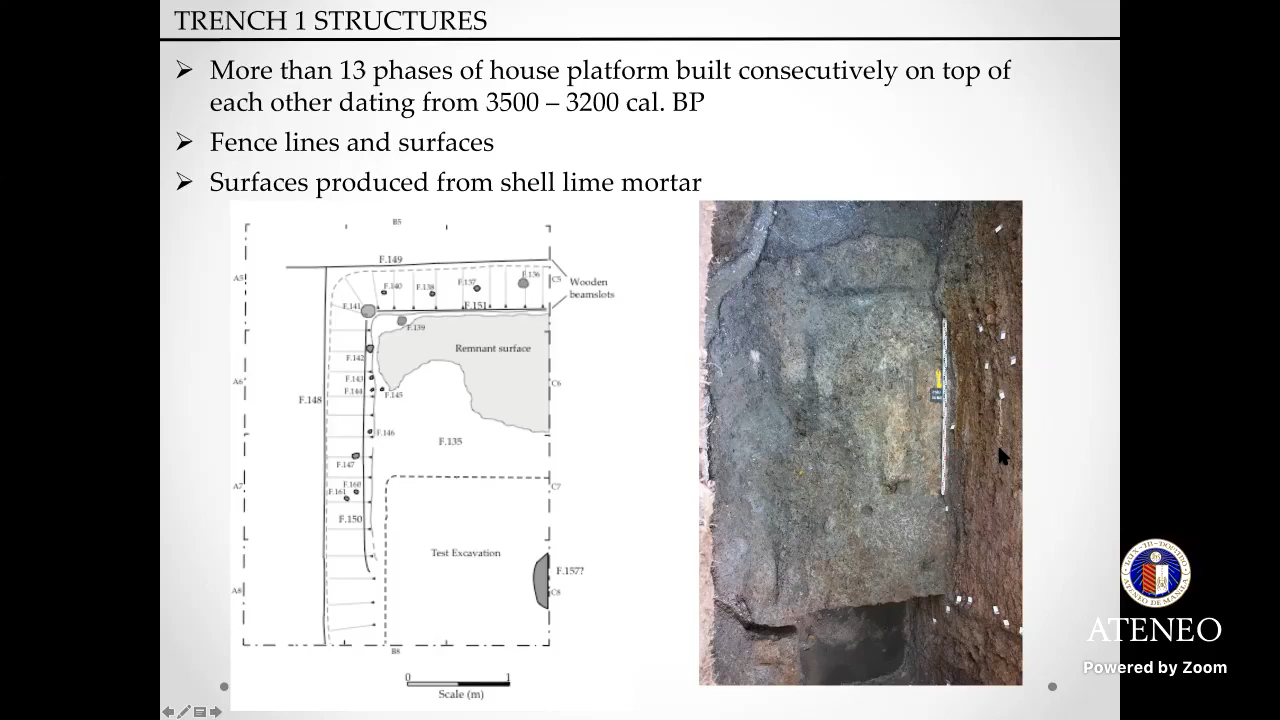 TRENCH 1 STRUCTURES
More than 13 phases of house platform built consecutively on top of
each other dating from 3500 – 3200 cal. BP
Fence lines and surfaces
Surfaces produced from shell lime mortar
B5
F.149
A5
F.140
F.138
F.137
F.136
C5
Wooden
beamslots
F.141
F.151
F.139
Remnant surface
F.142
A6
F.143
C6
F.144
F.145
F.148
F.146
F.135
F.147
A7
F.160
C7
F.161
F.150
Test Excavation
F.157?
A8
C8
B8
0 1
Scale (m)
ATENEO
Powered by Zoom